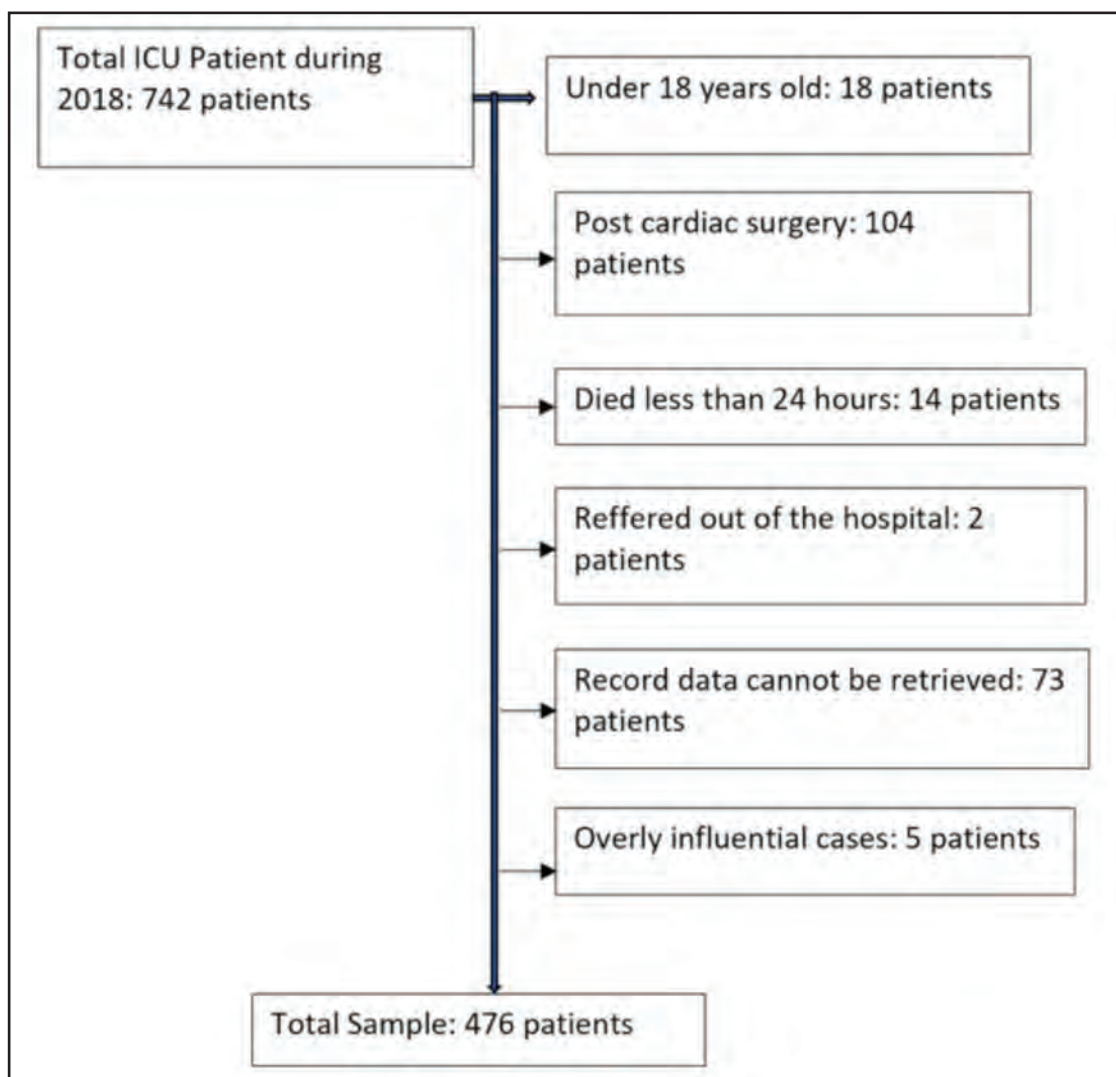 Total ICU Patient during
2018: 742 patients
Under 18 years old: 18 patients
Post cardiac surgery: 104
patients
Died less than 24 hours: 14 patients
Reffered out of the hospital: 2
patients
Record data cannot be retrieved: 73
patients
Overly influential cases: 5 patients
Total Sample: 476 patients